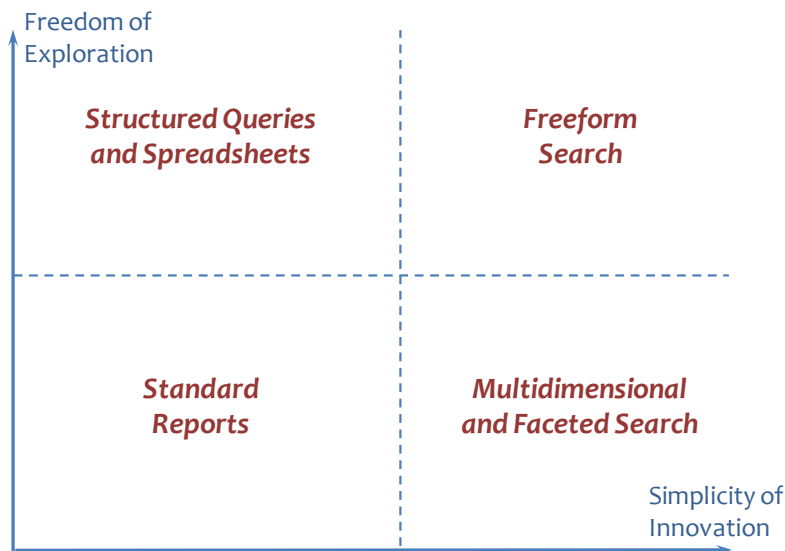 Freedom of
Exploration
Structured Queries
and Spreadsheets
Freeform
Search
Standard
Reports
Multidimensional
and Faceted Search
Simplicity of
Innovation